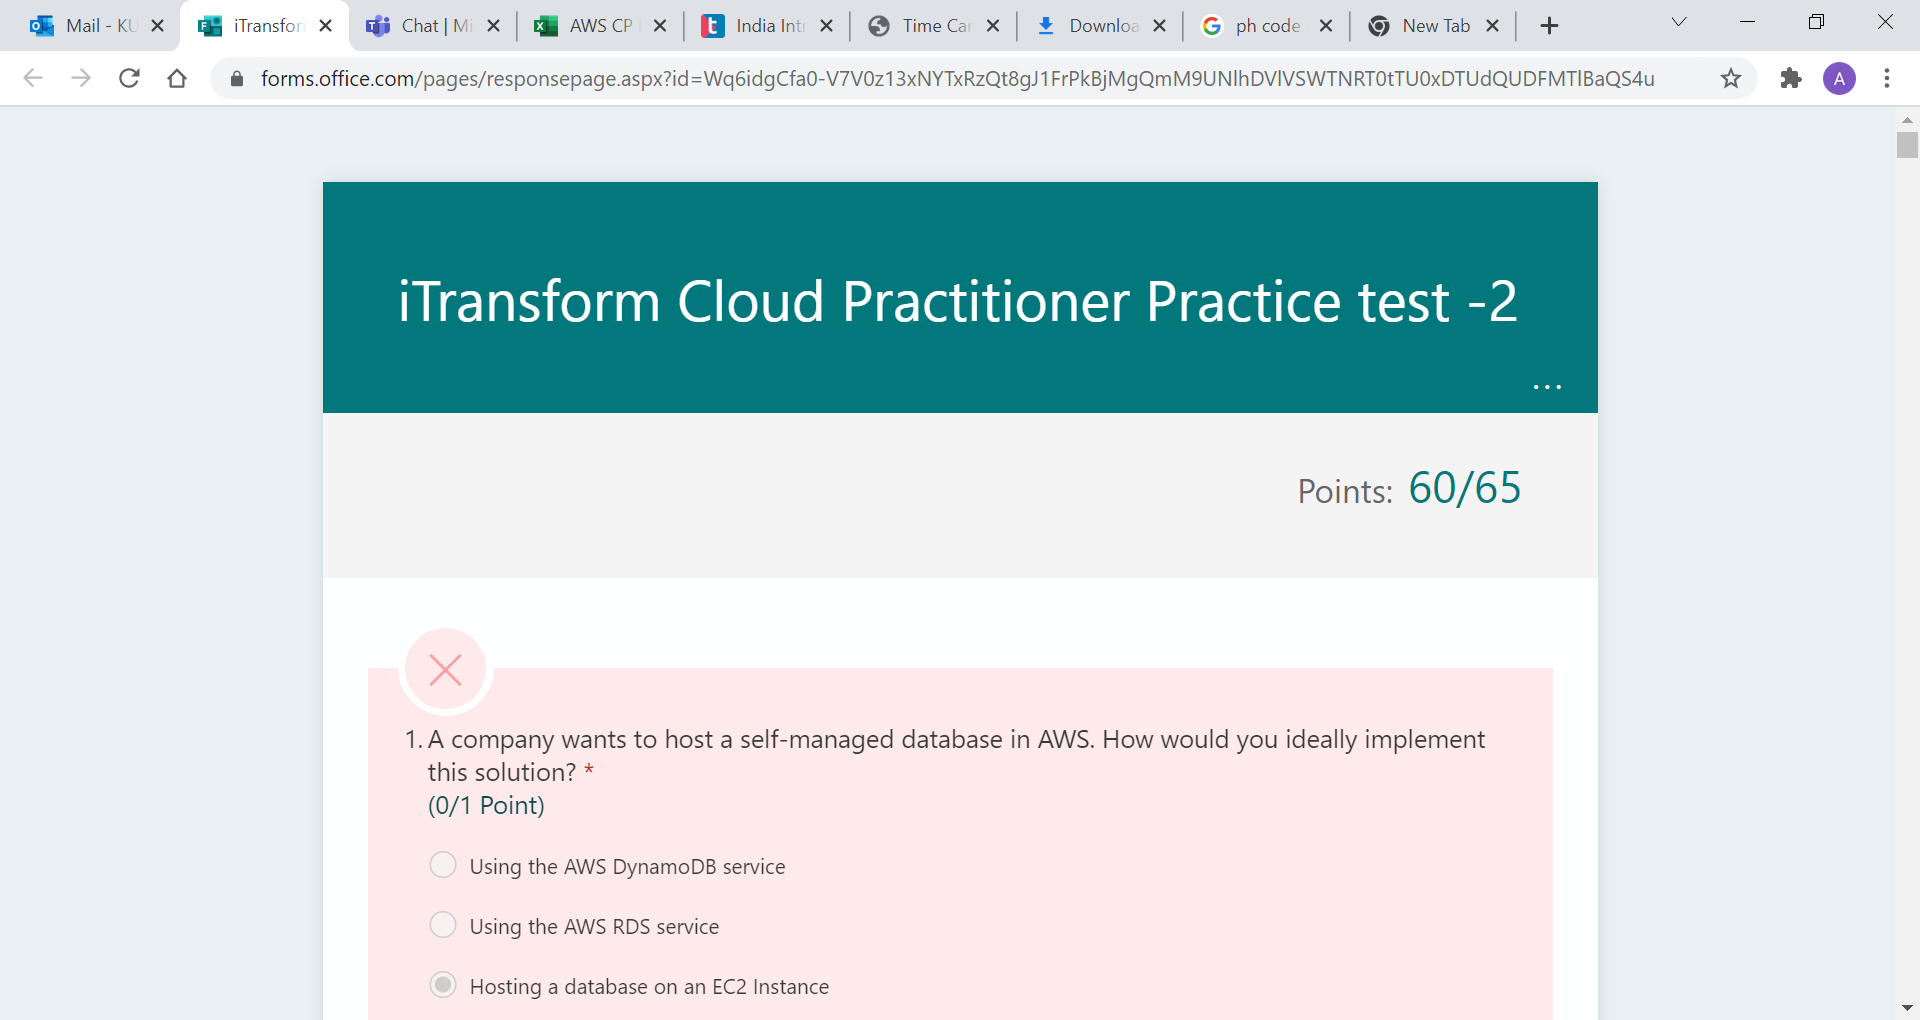 Mail - KU
iTransfor
Chat | Mi
AWS CP
India Intr
Time Car
Downloa
ph code
New Tab
forms.office.com/pages/responsepage.aspx?id=Wq6idgCfa0-V7V0z13xNYTxRzQt8gJ1FrPkBjMgQmM9UNlhDVlVSWTNRT0tTU0xDTUdQUDFMTlBaQS4u
A
iTransform Cloud Practitioner Practice test -2
...
Points: 60/65
1. A company wants to host a self-managed database in AWS. How would you ideally implement
this solution? *
(0/1 Point)
Using the AWS DynamoDB service
Using the AWS RDS service
Hosting a database on an EC2 Instance